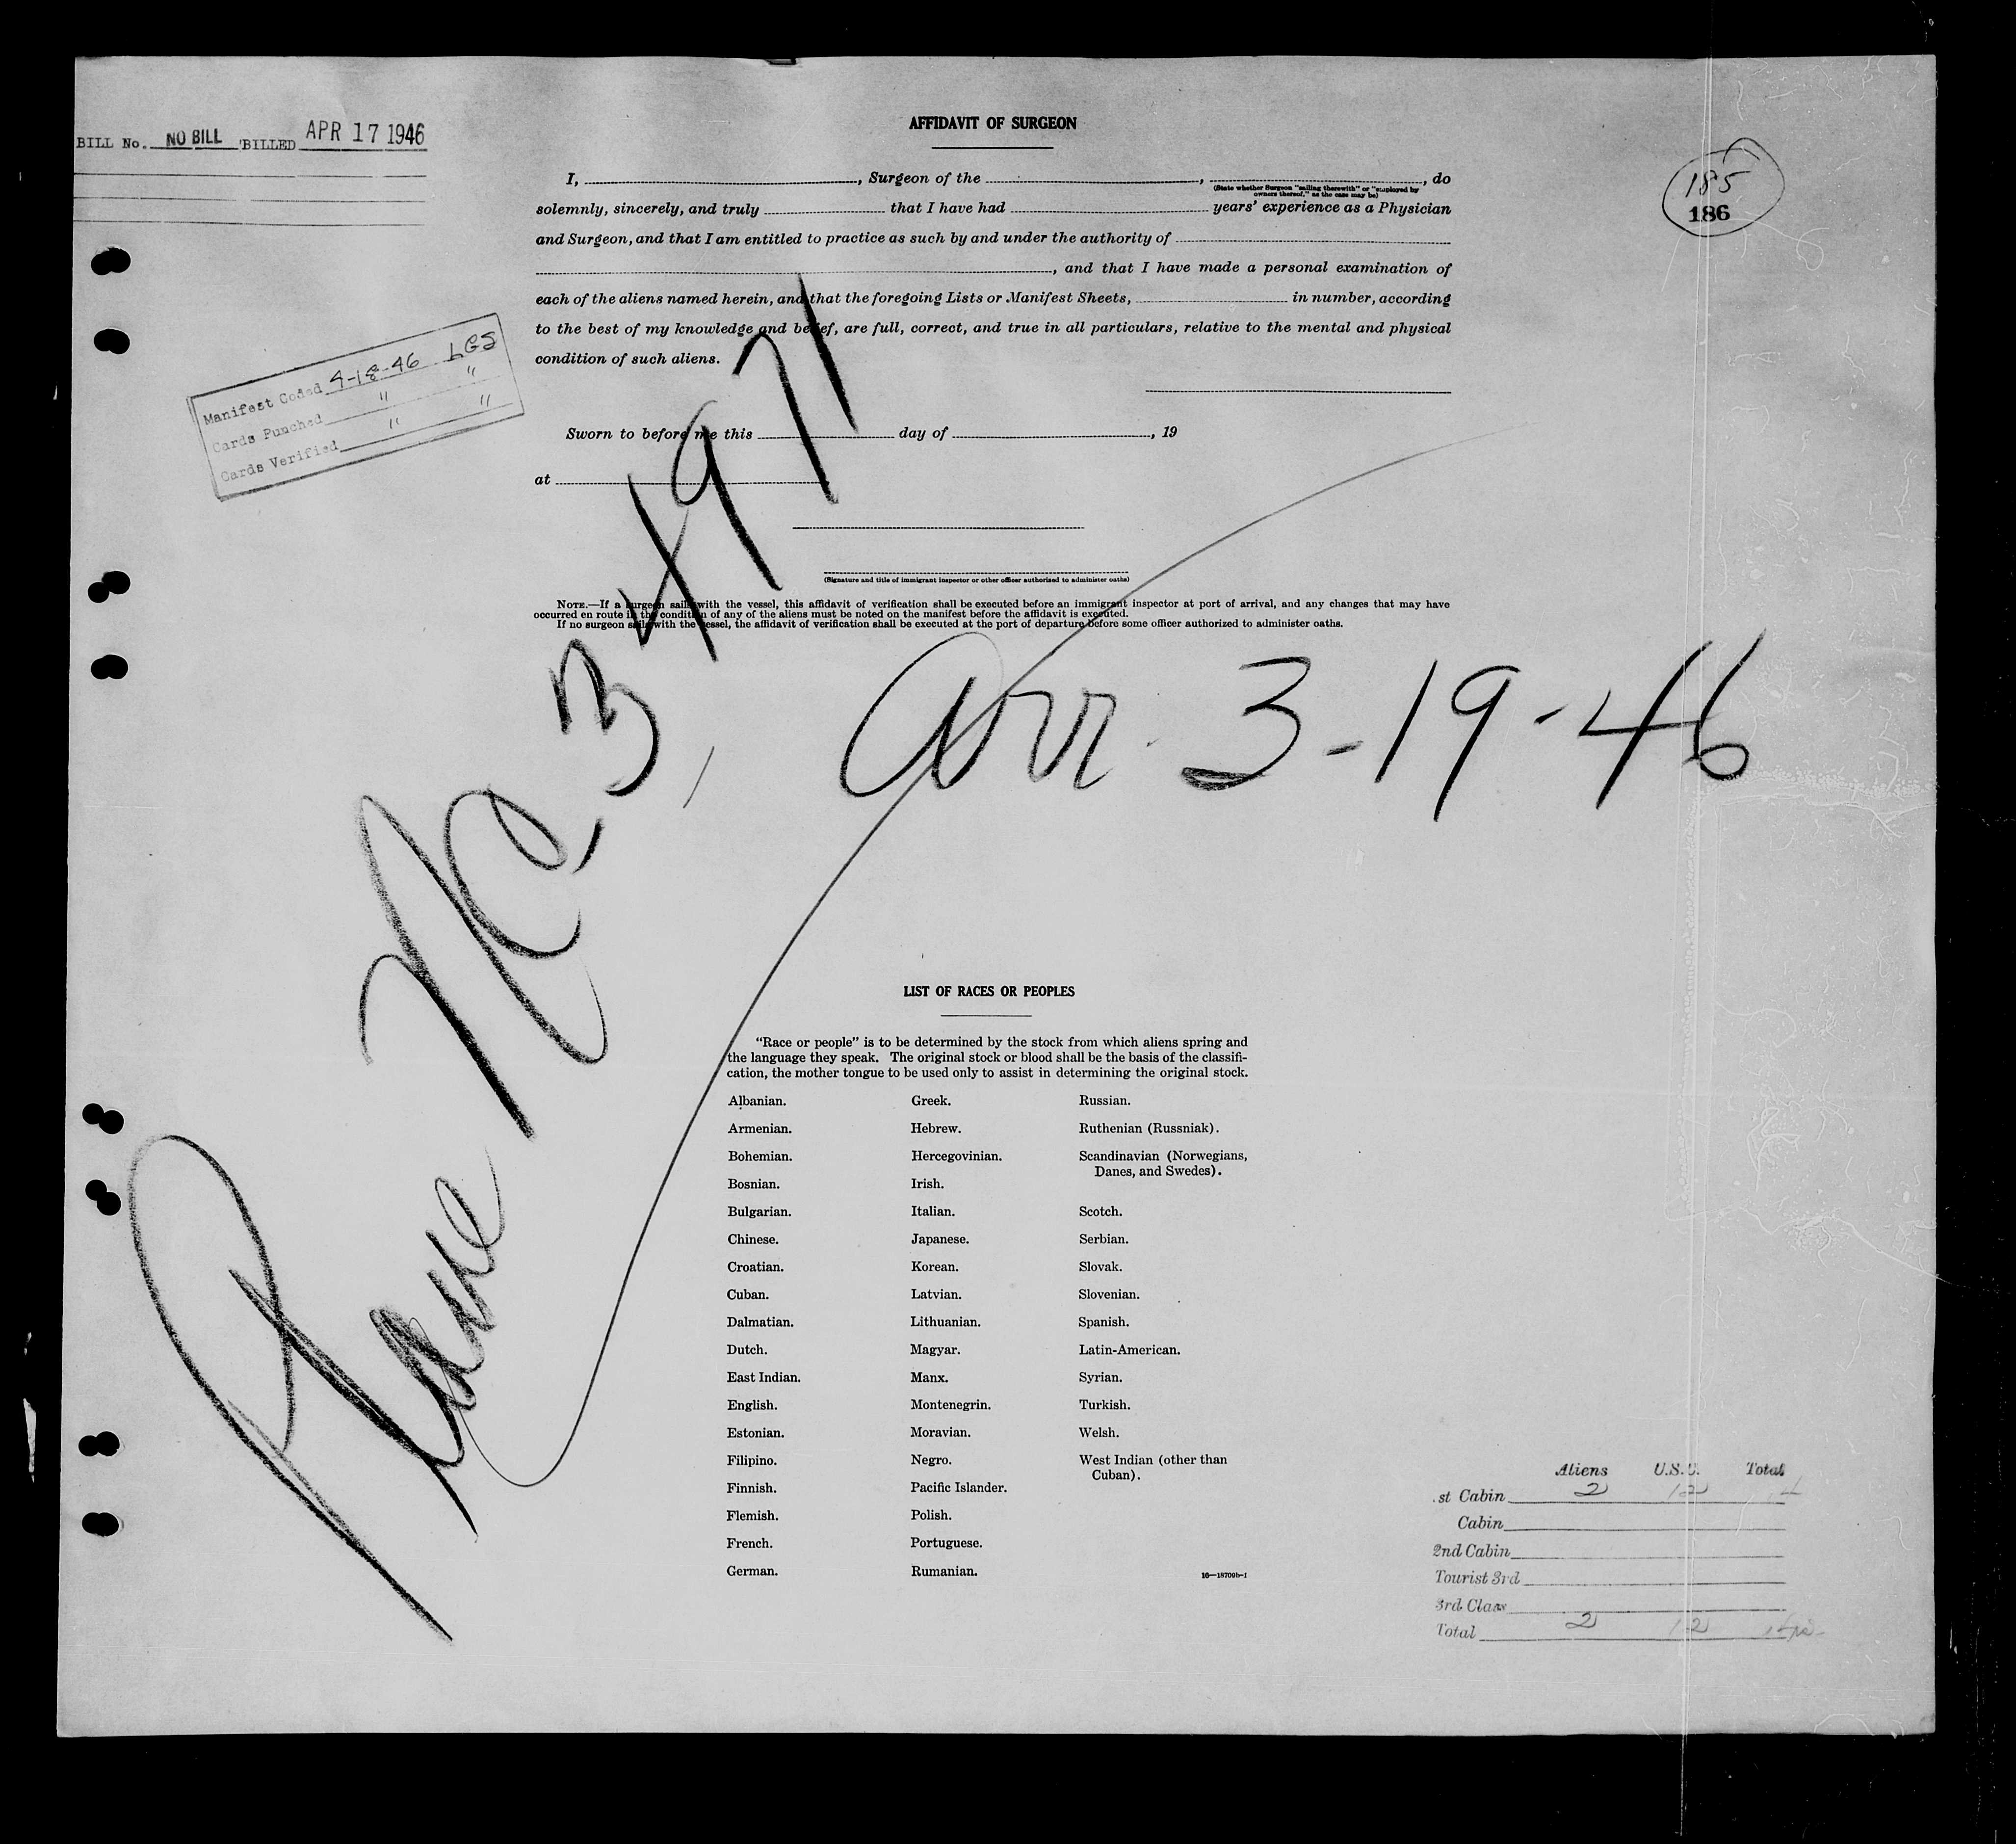 BILL No. NO BILL BILLED APR 17 1946
AFFIDAVIT OF SURGEON
185
186
I, , Surgeon of the , , do
(State whether Surgeon "sailing therewith" or "employed by
owners thereof," as the case may be)
solemnly, sincerely, and truly that I have had years' experience as a Physician
and Surgeon, and that I am entitled to practice as such by and under the authority of
, and that I have made a personal examination of
each of the aliens named herein, and that the foregoing Lists or Manifest Sheets, in number, according
to the best of my knowledge and belief, are full, correct, and true in all particulars, relative to the mental and physical
condition of such aliens.
Manifest Coded 4-18-46 LGS
Cards Punched " "
Cards Verified " "
Sworn to before me this day of , 19
at
(Signature and title of immigrant inspector or other officer authorized to administer oaths)
NOTE.—If a surgeon sails with the vessel, this affidavit of verification shall be executed before an immigrant inspector at port of arrival, and any changes that may have
occurred en route in the condition of any of the aliens must be noted on the manifest before the affidavit is executed.
If no surgeon sails with the vessel, the affidavit of verification shall be executed at the port of departure before some officer authorized to administer oaths.
Plane NC, 34971
Arr. 3-19-46
LIST OF RACES OR PEOPLES
"Race or people" is to be determined by the stock from which aliens spring and
the language they speak. The original stock or blood shall be the basis of the classifi-
cation, the mother tongue to be used only to assist in determining the original stock.
Albanian. Greek. Russian.
Armenian. Hebrew. Ruthenian (Russniak).
Bohemian. Hercegovinian. Scandinavian (Norwegians,
Danes, and Swedes).
Bosnian. Irish.
Bulgarian. Italian. Scotch.
Chinese. Japanese. Serbian.
Croatian. Korean. Slovak.
Cuban. Latvian. Slovenian.
Dalmatian. Lithuanian. Spanish.
Dutch. Magyar. Latin-American.
East Indian. Manx. Syrian.
English. Montenegrin. Turkish.
Estonian. Moravian. Welsh.
Filipino. Negro. West Indian (other than
Cuban).
Finnish. Pacific Islander.
Flemish. Polish.
French. Portuguese.
German. Rumanian. 16—18709b-1
Aliens U.S.C. Total
st Cabin 2 12 14
Cabin
2nd Cabin
Tourist 3rd
3rd Class
Total 2 12